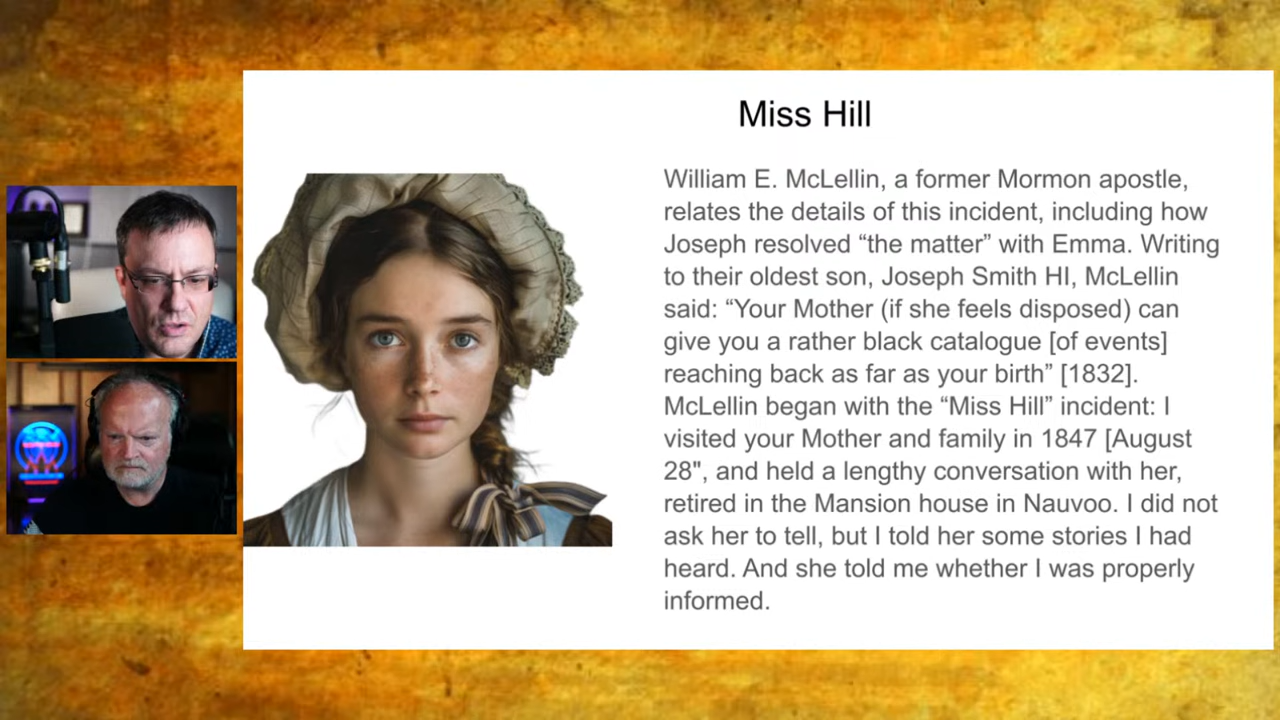 Miss Hill
William E. McLellin, a former Mormon apostle,
relates the details of this incident, including how
Joseph resolved “the matter” with Emma. Writing
to their oldest son, Joseph Smith HI, McLellin
said: “Your Mother (if she feels disposed) can
give you a rather black catalogue [of events]
reaching back as far as your birth” [1832].
McLellin began with the “Miss Hill” incident: I
visited your Mother and family in 1847 [August
28", and held a lengthy conversation with her,
retired in the Mansion house in Nauvoo. I did not
ask her to tell, but I told her some stories I had
heard. And she told me whether I was properly
informed.